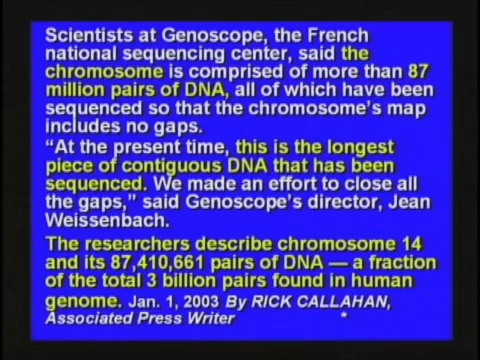 Scientists at Genoscope, the French
national sequencing center, said the
chromosome is comprised of more than 87
million pairs of DNA, all of which have been
sequenced so that the chromosome's map
includes no gaps.
“At the present time, this is the longest
piece of contiguous DNA that has been
sequenced. We made an effort to close all
the gaps,” said Genoscope's director, Jean
Weissenbach.
The researchers describe chromosome 14
and its 87,410,661 pairs of DNA — a fraction
of the total 3 billion pairs found in human
genome. Jan. 1, 2003 By RICK CALLAHAN,
Associated Press Writer *